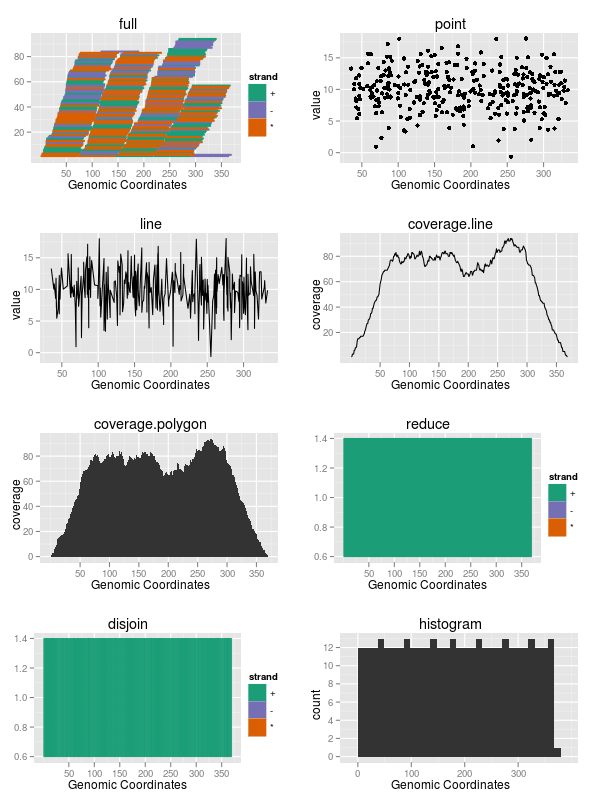 full
80
60
40
20
50 100 150 200 250 300 350
Genomic Coordinates
strand
+
-
*
point
value
15
10
5
0
50 100 150 200 250 300
Genomic Coordinates
line
value
15
10
5
0
50 100 150 200 250 300
Genomic Coordinates
coverage.line
coverage
80
60
40
20
50 100 150 200 250 300 350
Genomic Coordinates
coverage.polygon
coverage
80
60
40
20
0
50 100 150 200 250 300 350
Genomic Coordinates
reduce
1.4
1.2
1.0
0.8
0.6
50 100 150 200 250 300 350
Genomic Coordinates
strand
+
-
*
disjoin
1.4
1.2
1.0
0.8
0.6
50 100 150 200 250 300 350
Genomic Coordinates
strand
+
-
*
histogram
count
12
10
8
6
4
2
0
0 100 200 300
Genomic Coordinates